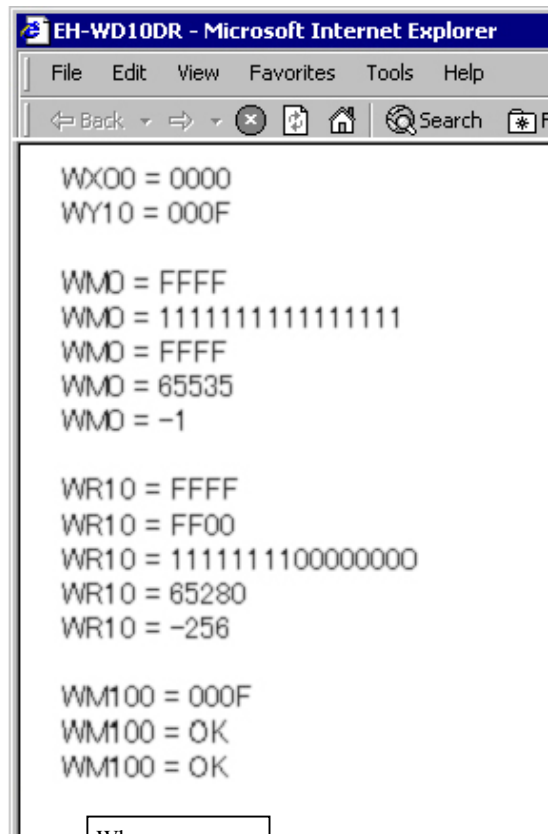 EH-WD10DR - Microsoft Internet Explorer
File Edit View Favorites Tools Help
Back Search
WX00 = 0000
WY10 = 000F
WM0 = FFFF
WM0 = 1111111111111111
WM0 = FFFF
WM0 = 65535
WM0 = -1
WR10 = FFFF
WR10 = FF00
WR10 = 1111111100000000
WR10 = 65280
WR10 = -256
WM100 = 000F
WM100 = OK
WM100 = OK